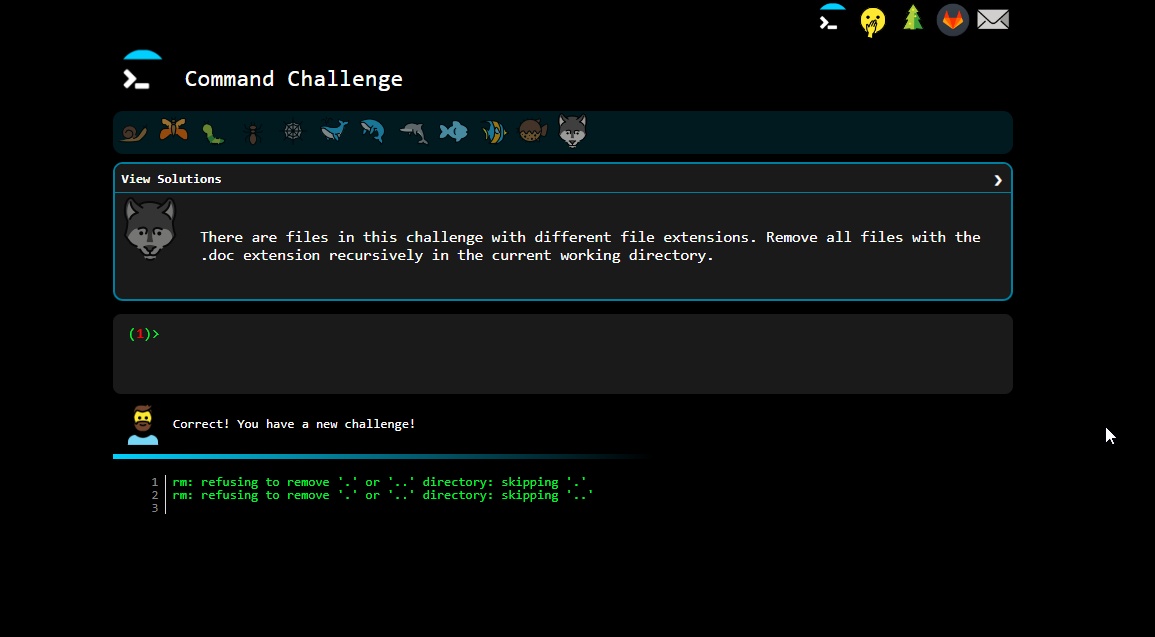 Command Challenge
View Solutions
There are files in this challenge with different file extensions. Remove all files with the
.doc extension recursively in the current working directory.
(1)>
Correct! You have a new challenge!
1 rm: refusing to remove '.' or '..' directory: skipping '.'
2 rm: refusing to remove '.' or '..' directory: skipping '..'
3